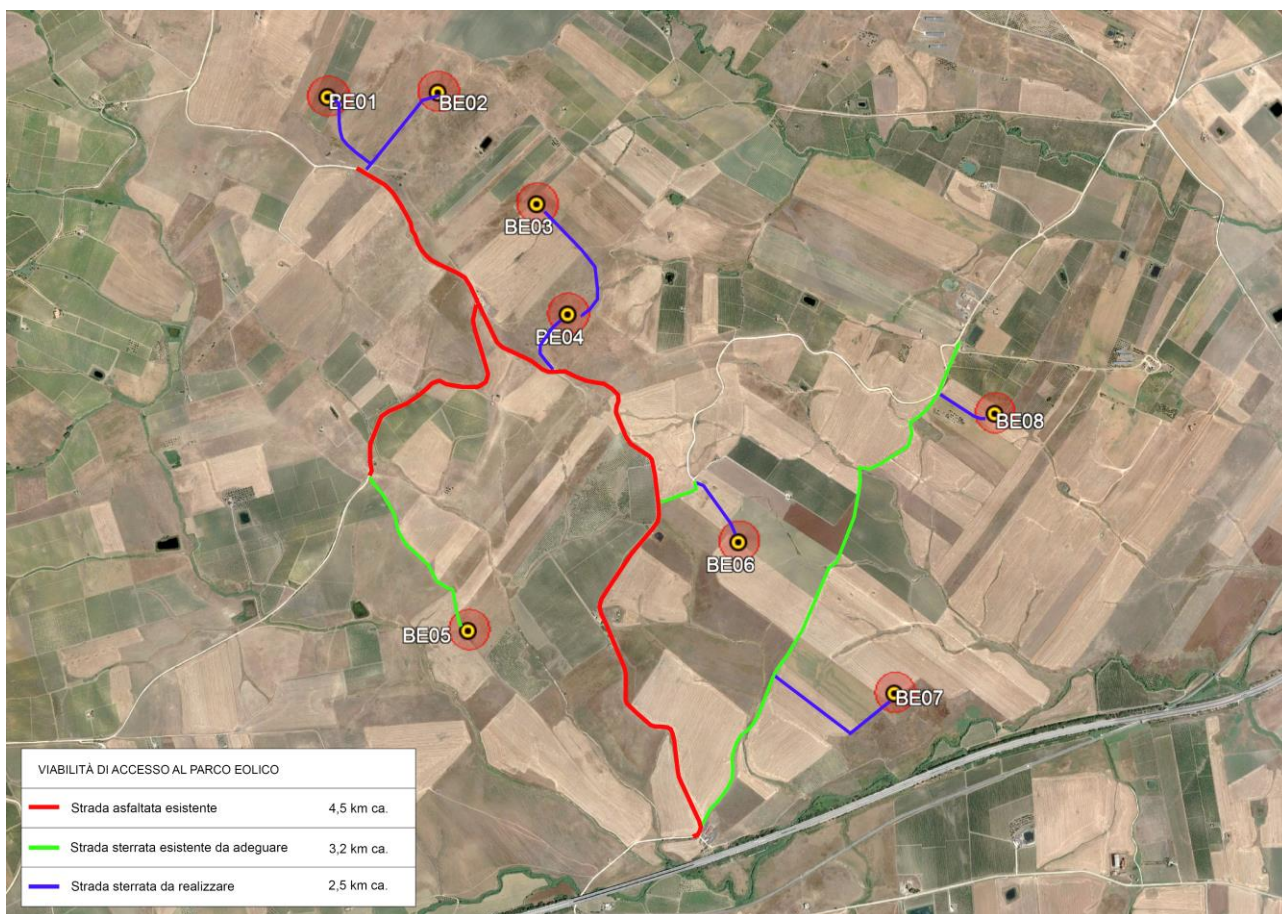 BE01
BE02
BE03
BE04
BE08
BE06
BE05
BE07
VIABILITÀ DI ACCESSO AL PARCO EOLICO
Strada asfaltata esistente 4,5 km ca.
Strada sterrata esistente da adeguare 3,2 km ca.
Strada sterrata da realizzare 2,5 km ca.